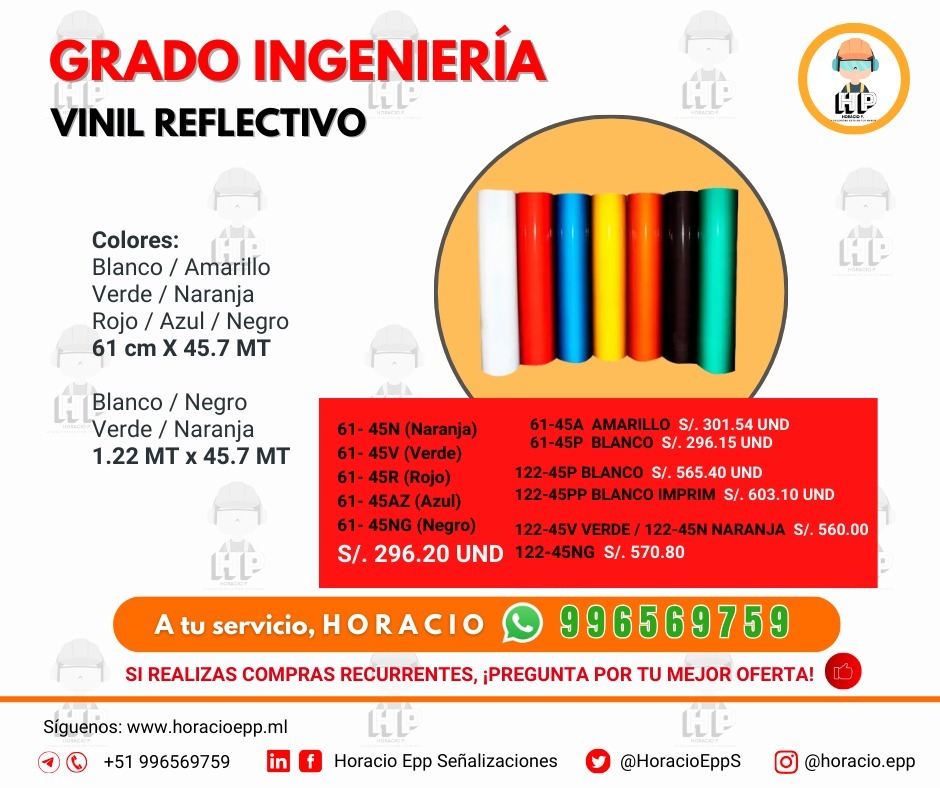 GRADO INGENIERÍA
VINIL REFLECTIVO
HP
HORACIO P.
Colores:
Blanco / Amarillo
Verde / Naranja
Rojo / Azul / Negro
61 cm X 45.7 MT
Blanco / Negro
Verde / Naranja
1.22 MT x 45.7 MT
61- 45N (Naranja)
61- 45V (Verde)
61- 45R (Rojo)
61- 45AZ (Azul)
61- 45NG (Negro)
S/. 296.20 UND
61-45A AMARILLO S/. 301.54 UND
61-45P BLANCO S/. 296.15 UND
122-45P BLANCO S/. 565.40 UND
122-45PP BLANCO IMPRIM S/. 603.10 UND
122-45V VERDE / 122-45N NARANJA S/. 560.00
122-45NG S/. 570.80
A tu servicio, HORACIO 996569759
SI REALIZAS COMPRAS RECURRENTES, ¡PREGUNTA POR TU MEJOR OFERTA!
Síguenos: www.horacioepp.ml
+51 996569759 in f Horacio Epp Señalizaciones @HoracioEppS @horacio.epp